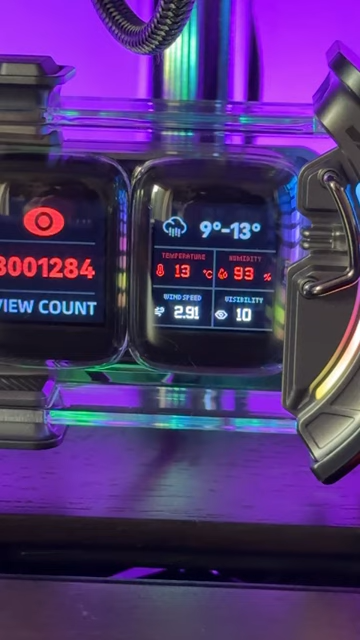 3001284
VIEW COUNT
9°-13°
TEMPERATURE
HUMIDITY
13 °C
93 %
WIND SPEED
VISIBILITY
2.91
10